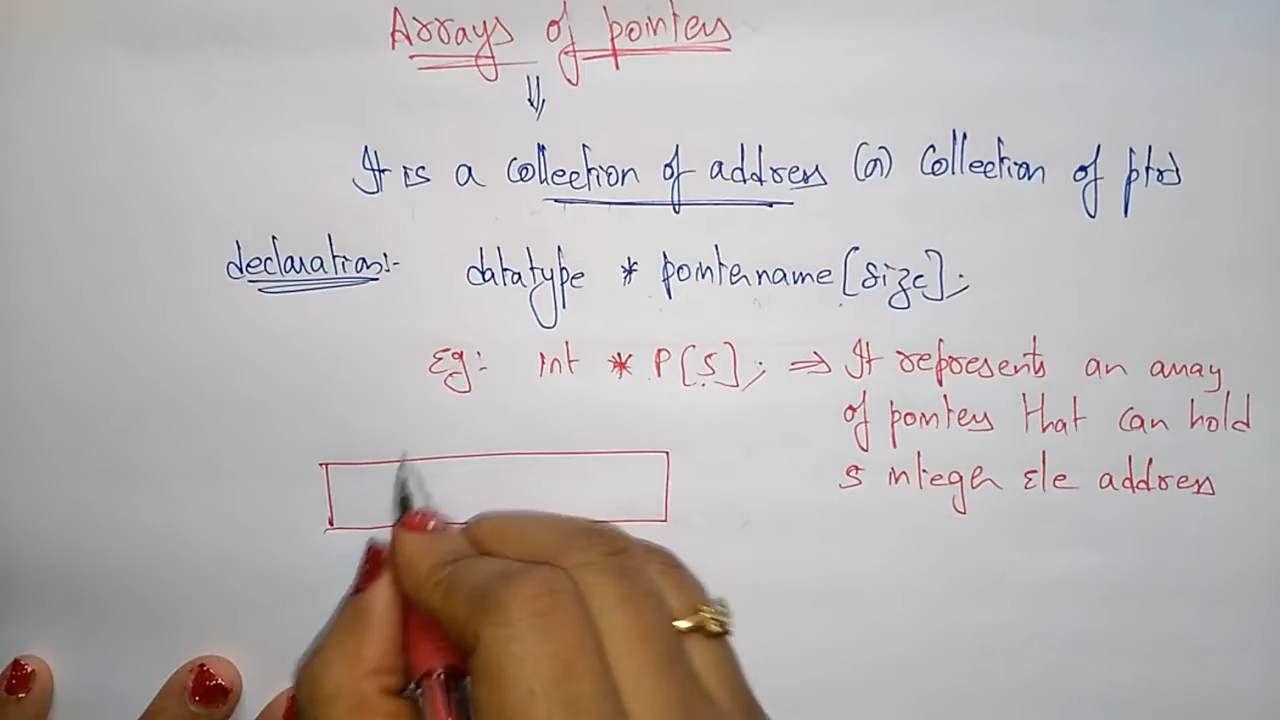 Arrays of pointers
It is a collection of address (or) collection of ptrs
declaration:- datatype * pointername[size];
Eg: int * P[5]; ⇒ It represents an array
of pointers that can hold
5 integer Ele address